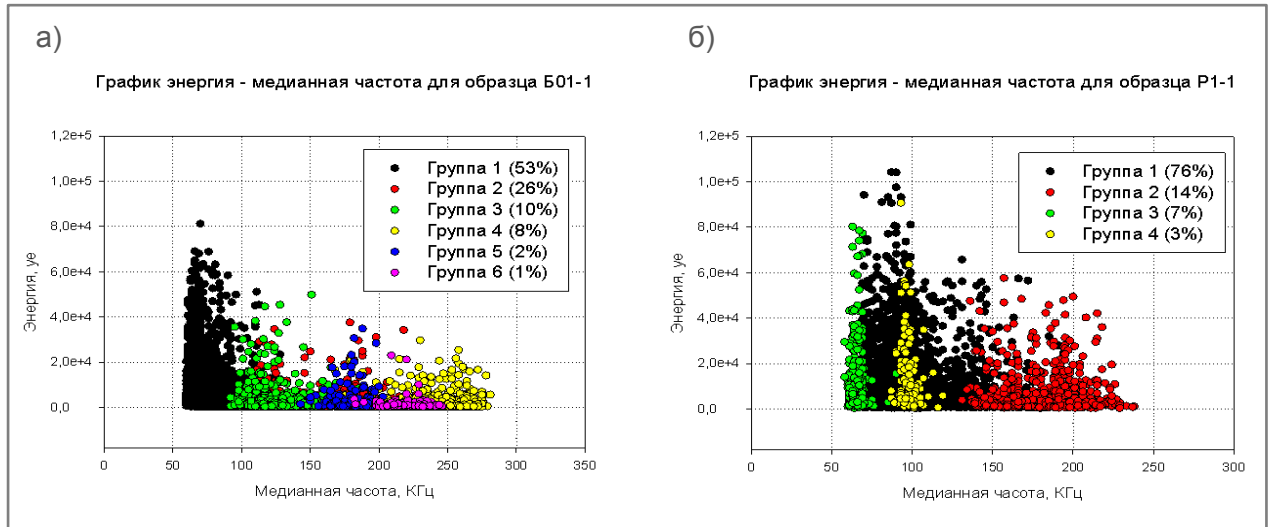 а)
График энергия - медианная частота для образца Б01-1
1,2e+5
1,0e+5
8,0e+4
6,0e+4
4,0e+4
2,0e+4
0,0
Энергия, уе
Группа 1 (53%)
Группа 2 (26%)
Группа 3 (10%)
Группа 4 (8%)
Группа 5 (2%)
Группа 6 (1%)
0 50 100 150 200 250 300 350
Медианная часота, КГц
б)
График энергия - медианная частота для образца Р1-1
1,2e+5
1,0e+5
8,0e+4
6,0e+4
4,0e+4
2,0e+4
0,0
Энергия, уе
Группа 1 (76%)
Группа 2 (14%)
Группа 3 (7%)
Группа 4 (3%)
0 50 100 150 200 250 300
Медианная часота, КГц